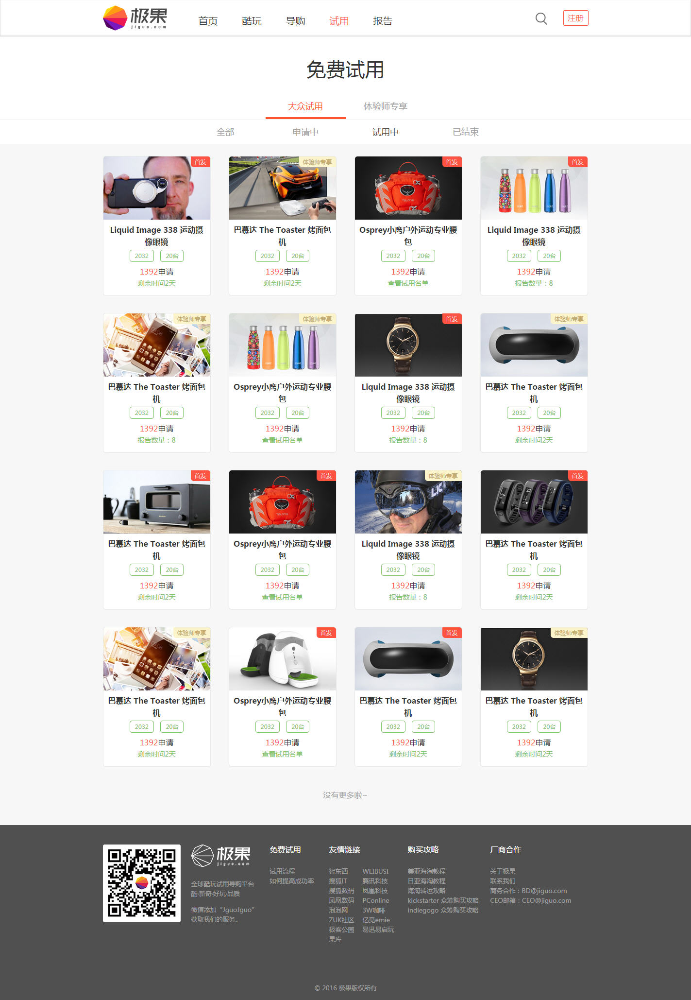 极果
jiguo.com
首页 酷玩 导购 试用 报告
注册
免费试用
大众试用 体验师专享
全部 申请中 试用中 已结束
首发 体验师专享 首发 首发
TALON 6
mokit mokit mokit mokit
Liquid Image 338 运动摄 巴慕达 The Toaster 烤面包 Osprey小鹰户外运动专业腰 Liquid Image 338 运动摄
像眼镜 机 包 像眼镜
2032 20台 2032 20台 2032 20台 2032 20台
1392申请 1392申请 1392申请 1392申请
剩余时间2天 剩余时间2天 查看试用名单 报告数量：8
体验师专享 体验师专享 首发 体验师专享
08:08
mokit mokit mokit mokit
巴慕达 The Toaster 烤面包 Osprey小鹰户外运动专业腰 Liquid Image 338 运动摄 巴慕达 The Toaster 烤面包
机 包 像眼镜 机
2032 20台 2032 20台 2032 20台 2032 20台
1392申请 1392申请 1392申请 1392申请
报告数量：8 查看试用名单 报告数量：8 剩余时间2天
首发 首发 体验师专享 首发
TALON 6
LIQ
巴慕达 The Toaster 烤面包 Osprey小鹰户外运动专业腰 Liquid Image 338 运动摄 巴慕达 The Toaster 烤面包
机 包 像眼镜 机
2032 20台 2032 20台 2032 20台 2032 20台
1392申请 1392申请 1392申请 1392申请
剩余时间2天 查看试用名单 报告数量：8 剩余时间2天
体验师专享 首发 首发 体验师专享
08:08
巴慕达 The Toaster 烤面包 Osprey小鹰户外运动专业腰 巴慕达 The Toaster 烤面包 巴慕达 The Toaster 烤面包
机 包 机 机
2032 20台 2032 20台 2032 20台 2032 20台
1392申请 1392申请 1392申请 1392申请
剩余时间2天 查看试用名单 剩余时间2天 剩余时间2天
没有更多啦~
极果
jiguo.com
全球酷玩试用导购平台
酷·新奇·好玩·品质
微信添加“JguoJguo”
获取我们的服务。
免费试用
试用流程
如何提高成功率
友情链接
智东西 WEIBUSI
搜狐IT 腾讯科技
搜狐数码 凤凰科技
凤凰数码 PConline
泡泡网 3W咖啡
ZUK社区 亿觅emie
极客公园 易迅易启玩
果库
购买攻略
美亚海淘教程
日亚海淘教程
海淘转运攻略
kickstarter 众筹购买攻略
indiegogo 众筹购买攻略
厂商合作
关于极果
联系我们
商务合作：BD@jiguo.com
CEO邮箱：CEO@jiguo.com
© 2016 极果版权所有